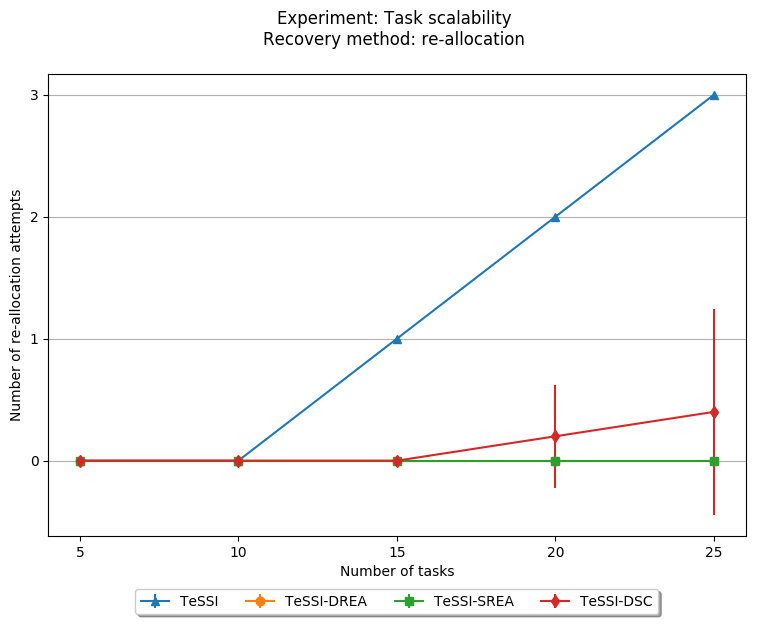 Experiment: Task scalability
Recovery method: re-allocation
Number of re-allocation attempts
3
2
1
0
5 10 15 20 25
Number of tasks
TeSSI TeSSI-DREA TeSSI-SREA TeSSI-DSC